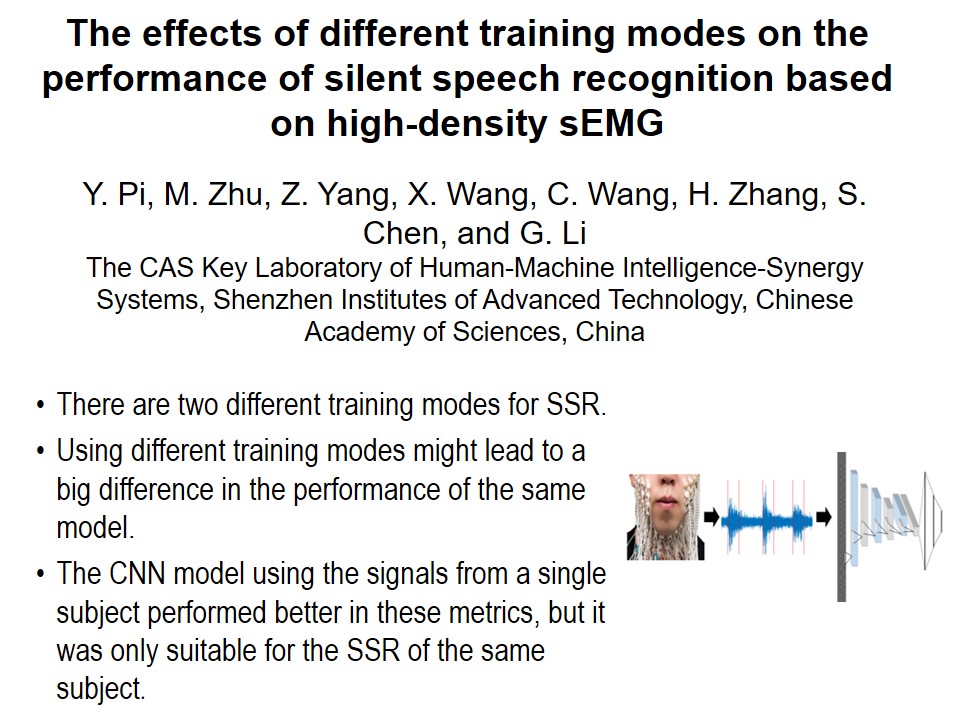 The effects of different training modes on the
performance of silent speech recognition based
on high-density sEMG
Y. Pi, M. Zhu, Z. Yang, X. Wang, C. Wang, H. Zhang, S.
Chen, and G. Li
The CAS Key Laboratory of Human-Machine Intelligence-Synergy
Systems, Shenzhen Institutes of Advanced Technology, Chinese
Academy of Sciences, China
• There are two different training modes for SSR.
• Using different training modes might lead to a
big difference in the performance of the same
model.
• The CNN model using the signals from a single
subject performed better in these metrics, but it
was only suitable for the SSR of the same
subject.